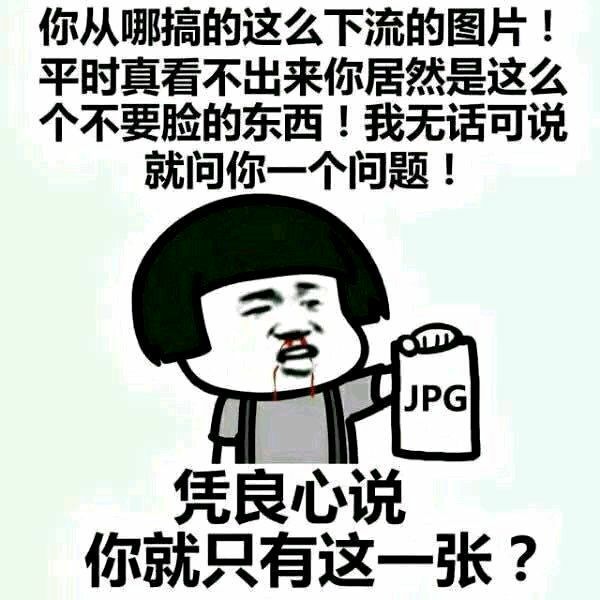 你从哪搞的这么下流的图片！
平时真看不出来你居然是这么
个不要脸的东西！我无话可说
就问你一个问题！
JPG
凭良心说
你就只有这一张？